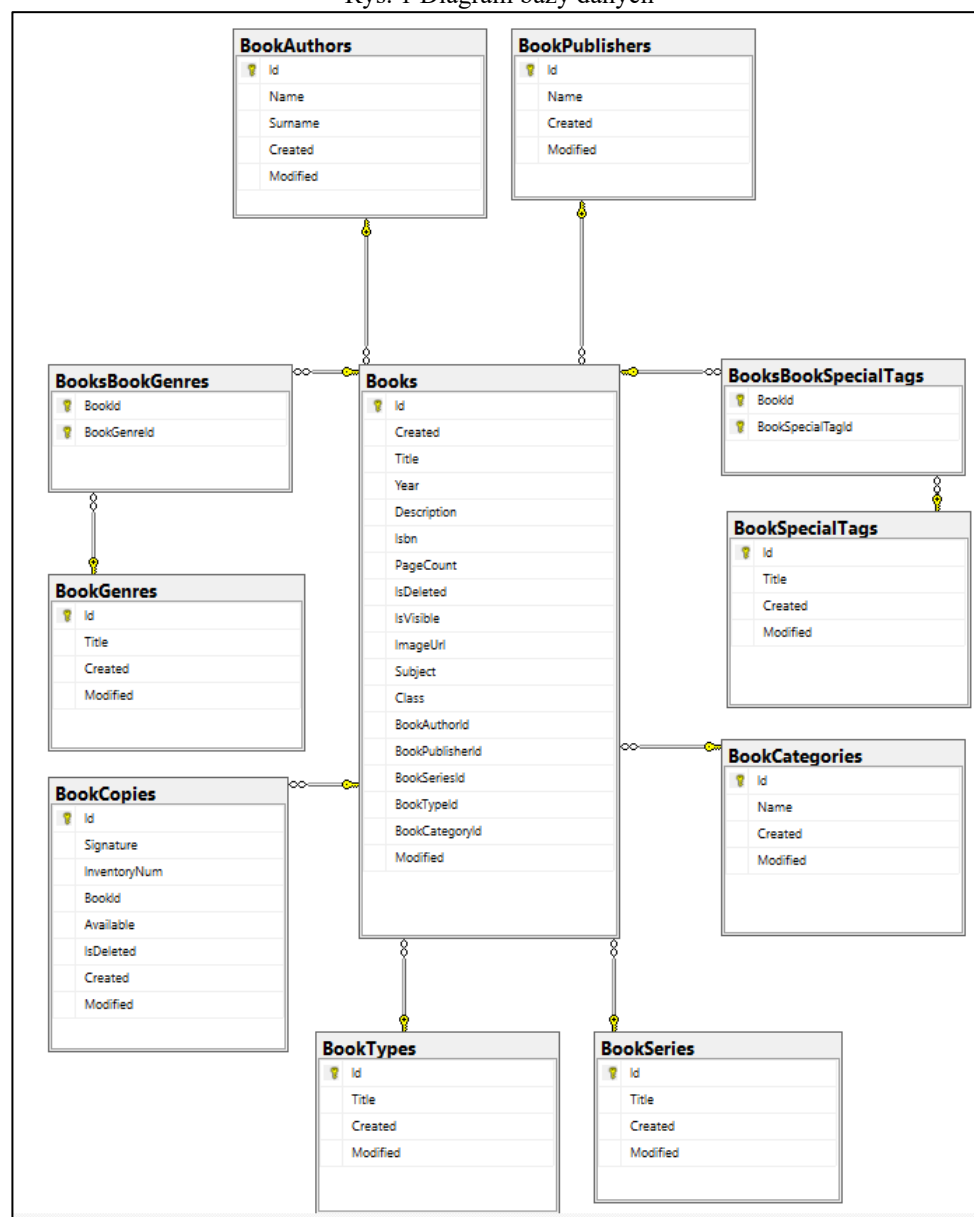 Rys. 1 Diagram bazy danych
BookAuthors
Id
Name
Surname
Created
Modified
BookPublishers
Id
Name
Created
Modified
BooksBookGenres
BookId
BookGenreId
Books
Id
Created
Title
Year
Description
Isbn
PageCount
IsDeleted
IsVisible
ImageUrl
Subject
Class
BookAuthorId
BookPublisherId
BookSeriesId
BookTypeId
BookCategoryId
Modified
BooksBookSpecialTags
BookId
BookSpecialTagId
BookSpecialTags
Id
Title
Created
Modified
BookGenres
Id
Title
Created
Modified
BookCategories
Id
Name
Created
Modified
BookCopies
Id
Signature
InventoryNum
BookId
Available
IsDeleted
Created
Modified
BookTypes
Id
Title
Created
Modified
BookSeries
Id
Title
Created
Modified